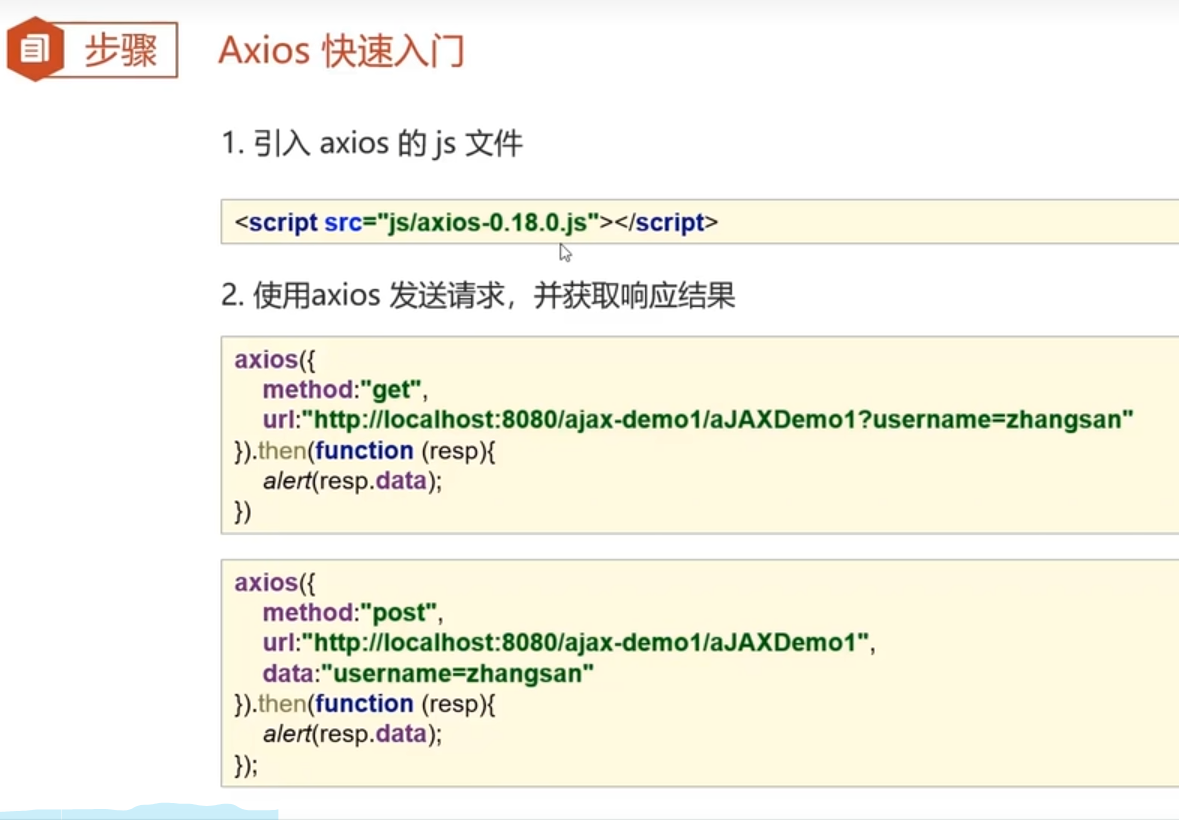 步骤
Axios 快速入门
1. 引入 axios 的 js 文件
<script src="js/axios-0.18.0.js"></script>
2. 使用axios 发送请求，并获取响应结果
axios({
method:"get",
url:"http://localhost:8080/ajax-demo1/aJAXDemo1?username=zhangsan"
}).then(function (resp){
alert(resp.data);
})
axios({
method:"post",
url:"http://localhost:8080/ajax-demo1/aJAXDemo1",
data:"username=zhangsan"
}).then(function (resp){
alert(resp.data);
});